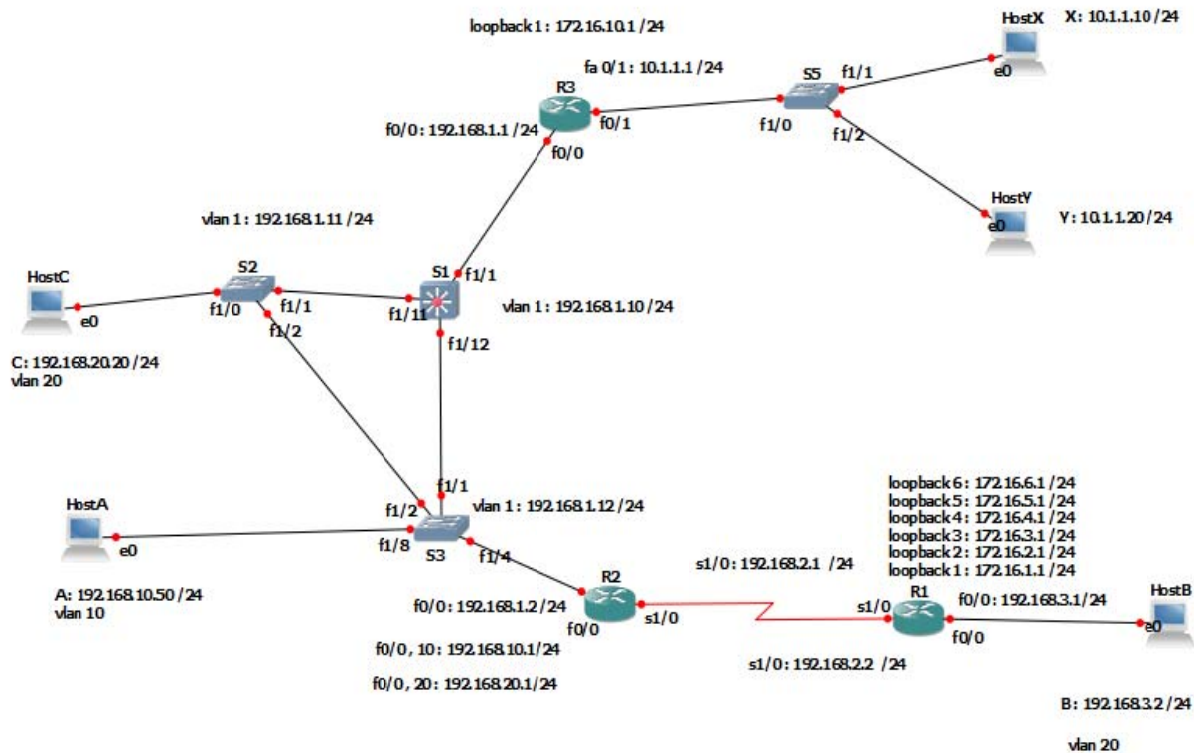 loopback 1 : 172.16.10.1 /24
HostX
X: 10.1.1.10 /24
e0
fa 0/1 : 10.1.1.1 /24
S5
f1/1
R3
f0/0 : 192.168.1.1 /24
f0/1
f1/0
f1/2
f0/0
HostY
e0
Y: 10.1.1.20 /24
vlan 1 : 192.168.1.11 /24
S2
S1
f1/1
HostC
e0
f1/0
f1/1
f1/2
f1/11
vlan 1 : 192.168.1.10 /24
f1/12
C: 192.168.20.20 /24
vlan 20
HostA
e0
f1/1
f1/2
vlan 1 : 192.168.1.12 /24
f1/8
S3
f1/4
A: 192.168.10.50 /24
vlan 10
loopback 6 : 172.16.6.1 /24
loopback 5 : 172.16.5.1 /24
loopback 4 : 172.16.4.1 /24
loopback 3 : 172.16.3.1 /24
loopback 2 : 172.16.2.1 /24
loopback 1 : 172.16.1.1 /24
s1/0 : 192.168.2.1 /24
R2
R1
f0/0 : 192.168.3.1/24
HostB
f0/0 : 192.168.1.2/24
f0/0
s1/0
s1/0
f0/0
e0
f0/0 , 10 : 192.168.10.1/24
s1/0 : 192.168.2.2 /24
f0/0 , 20 : 192.168.20.1/24
B: 192.168.3.2 /24
vlan 20